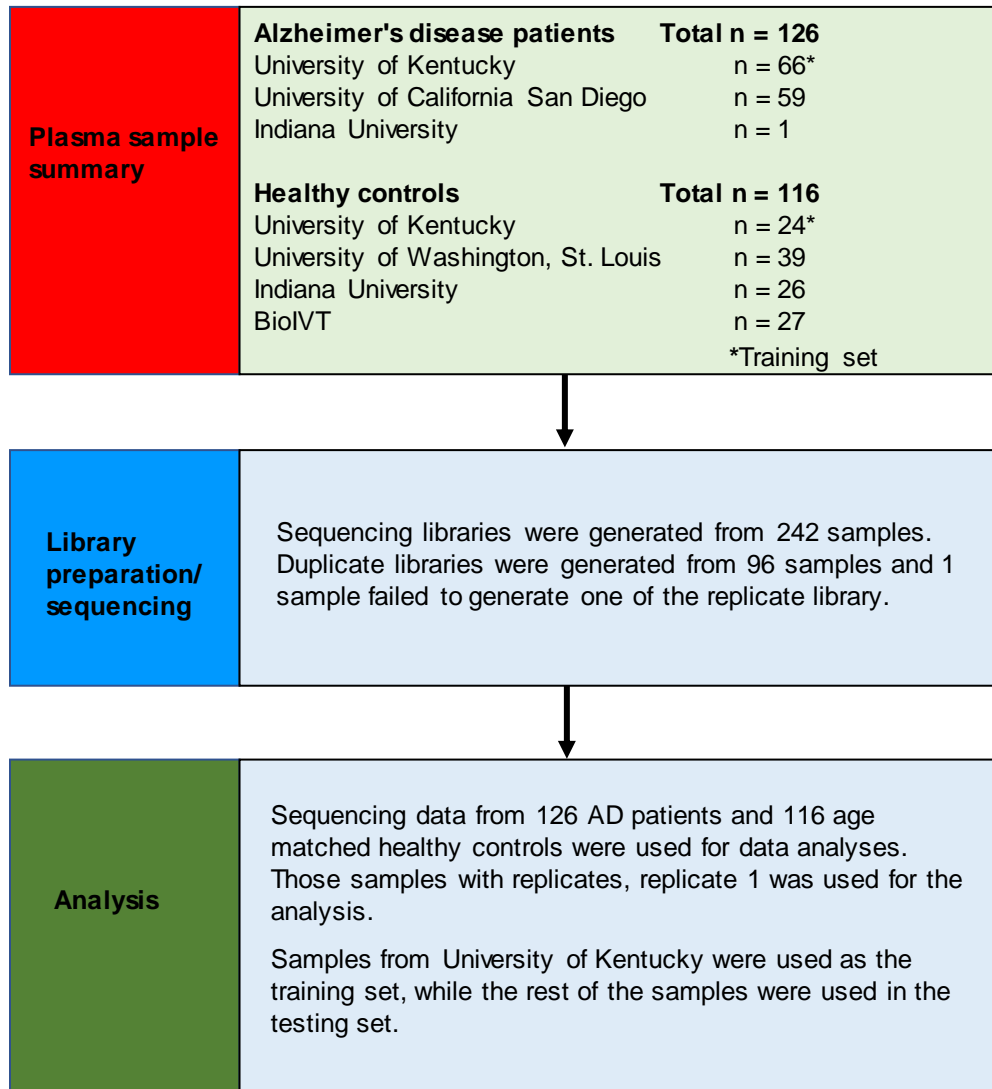 Plasma sample
summary
Alzheimer's disease patients Total n = 126
University of Kentucky n = 66*
University of California San Diego n = 59
Indiana University n = 1
Healthy controls Total n = 116
University of Kentucky n = 24*
University of Washington, St. Louis n = 39
Indiana University n = 26
BioIVT n = 27
*Training set
Library
preparation/
sequencing
Sequencing libraries were generated from 242 samples.
Duplicate libraries were generated from 96 samples and 1
sample failed to generate one of the replicate library.
Analysis
Sequencing data from 126 AD patients and 116 age
matched healthy controls were used for data analyses.
Those samples with replicates, replicate 1 was used for the
analysis.
Samples from University of Kentucky were used as the
training set, while the rest of the samples were used in the
testing set.